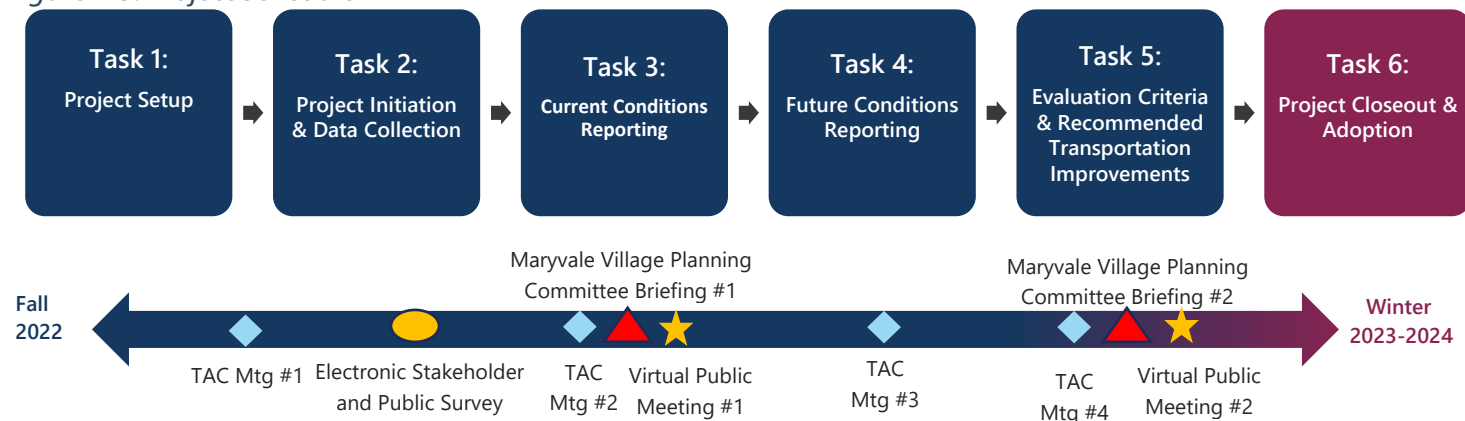 Task 1:
Project Setup
Task 2:
Project Initiation
& Data Collection
Task 3:
Current Conditions
Reporting
Task 4:
Future Conditions
Reporting
Task 5:
Evaluation Criteria
& Recommended
Transportation
Improvements
Task 6:
Project Closeout &
Adoption
Maryvale Village Planning
Committee Briefing #1
Maryvale Village Planning
Committee Briefing #2
Fall
2022
Winter
2023-2024
TAC Mtg #1
Electronic Stakeholder
and Public Survey
TAC
Mtg #2
Virtual Public
Meeting #1
TAC
Mtg #3
TAC
Mtg #4
Virtual Public
Meeting #2